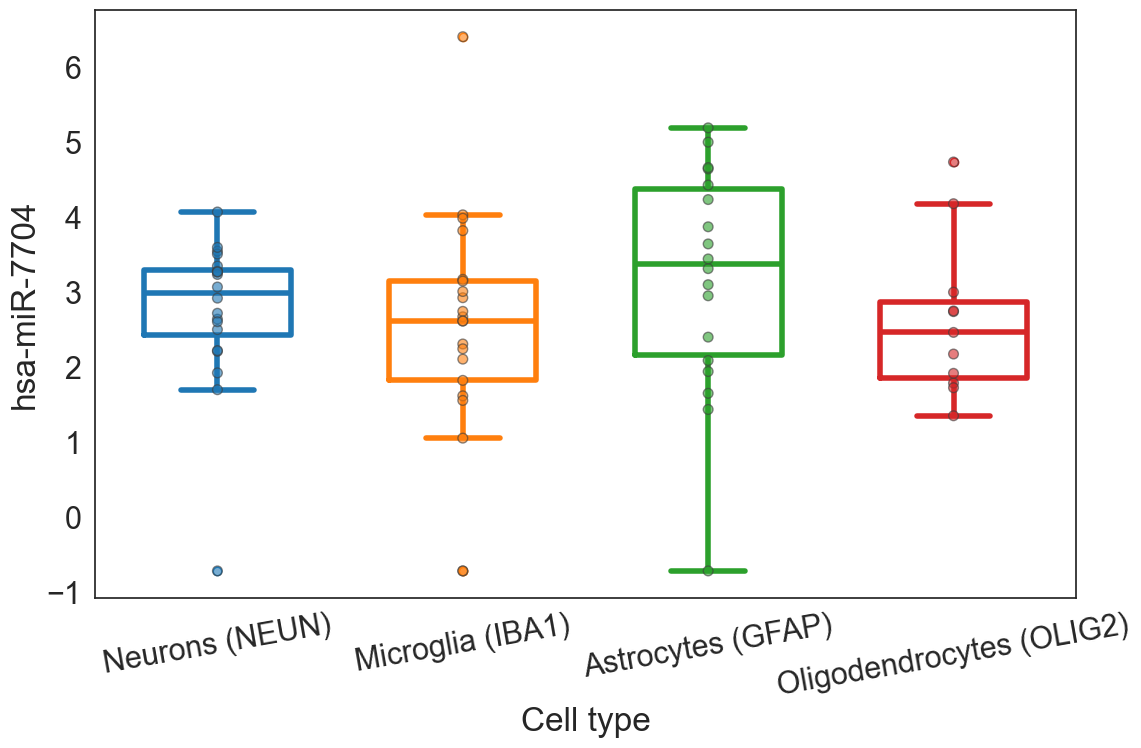 hsa-miR-7704
6
5
4
3
2
1
0
−1
Neurons (NEUN)
Microglia (IBA1)
Astrocytes (GFAP)
Oligodendrocytes (OLIG2)
Cell type